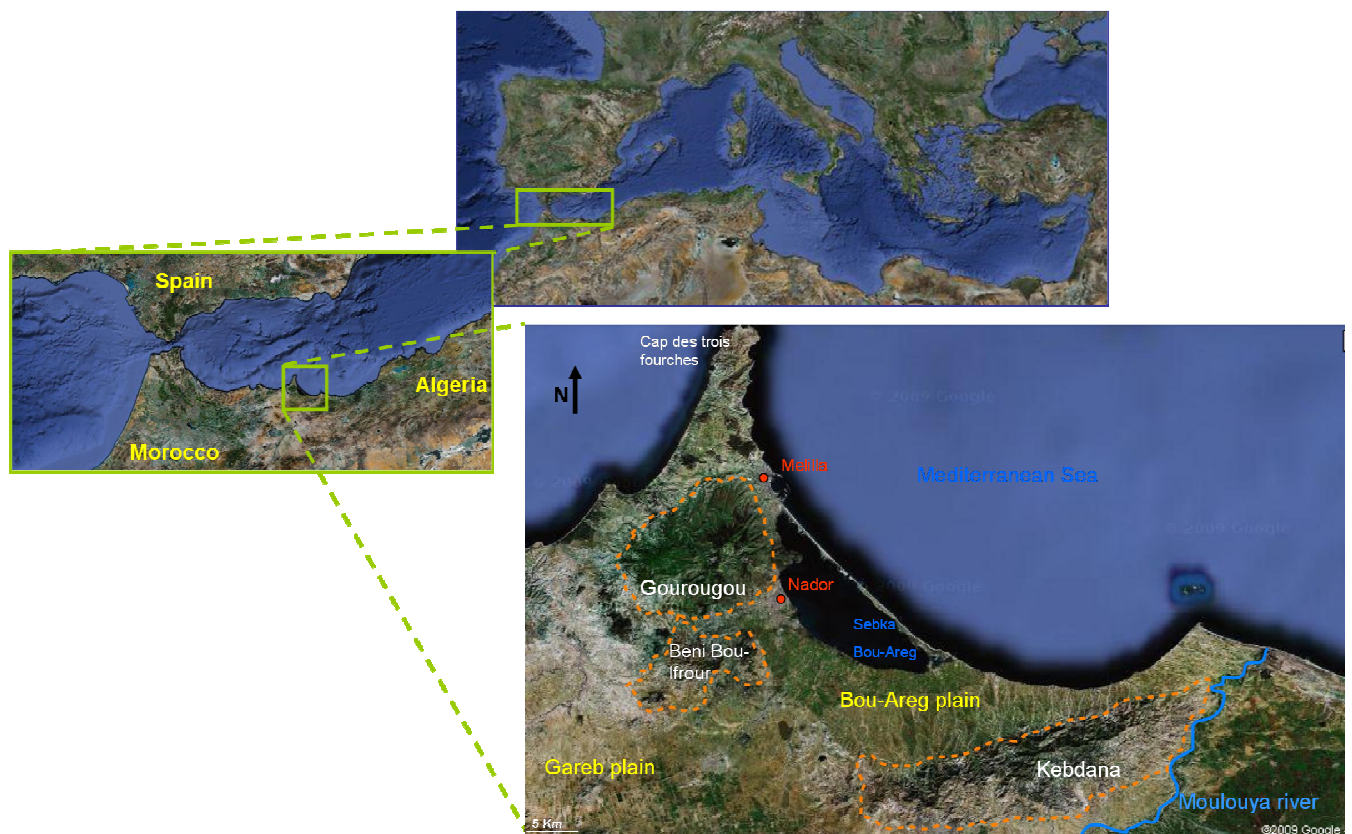 Spain
Algeria
Morocco
Cap des trois
fourches
N
© 2009 Google
Melilla
Mediterranean Sea
2009 Google
© 2009 Google
Gourougou
Nador
© 2009 Google
Sebka
Bou-Areg
Beni Bou-
Ifrour
Bou-Areg plain
Gareb plain
Kebdana
Moulouya river
5 Km
©2009 Google